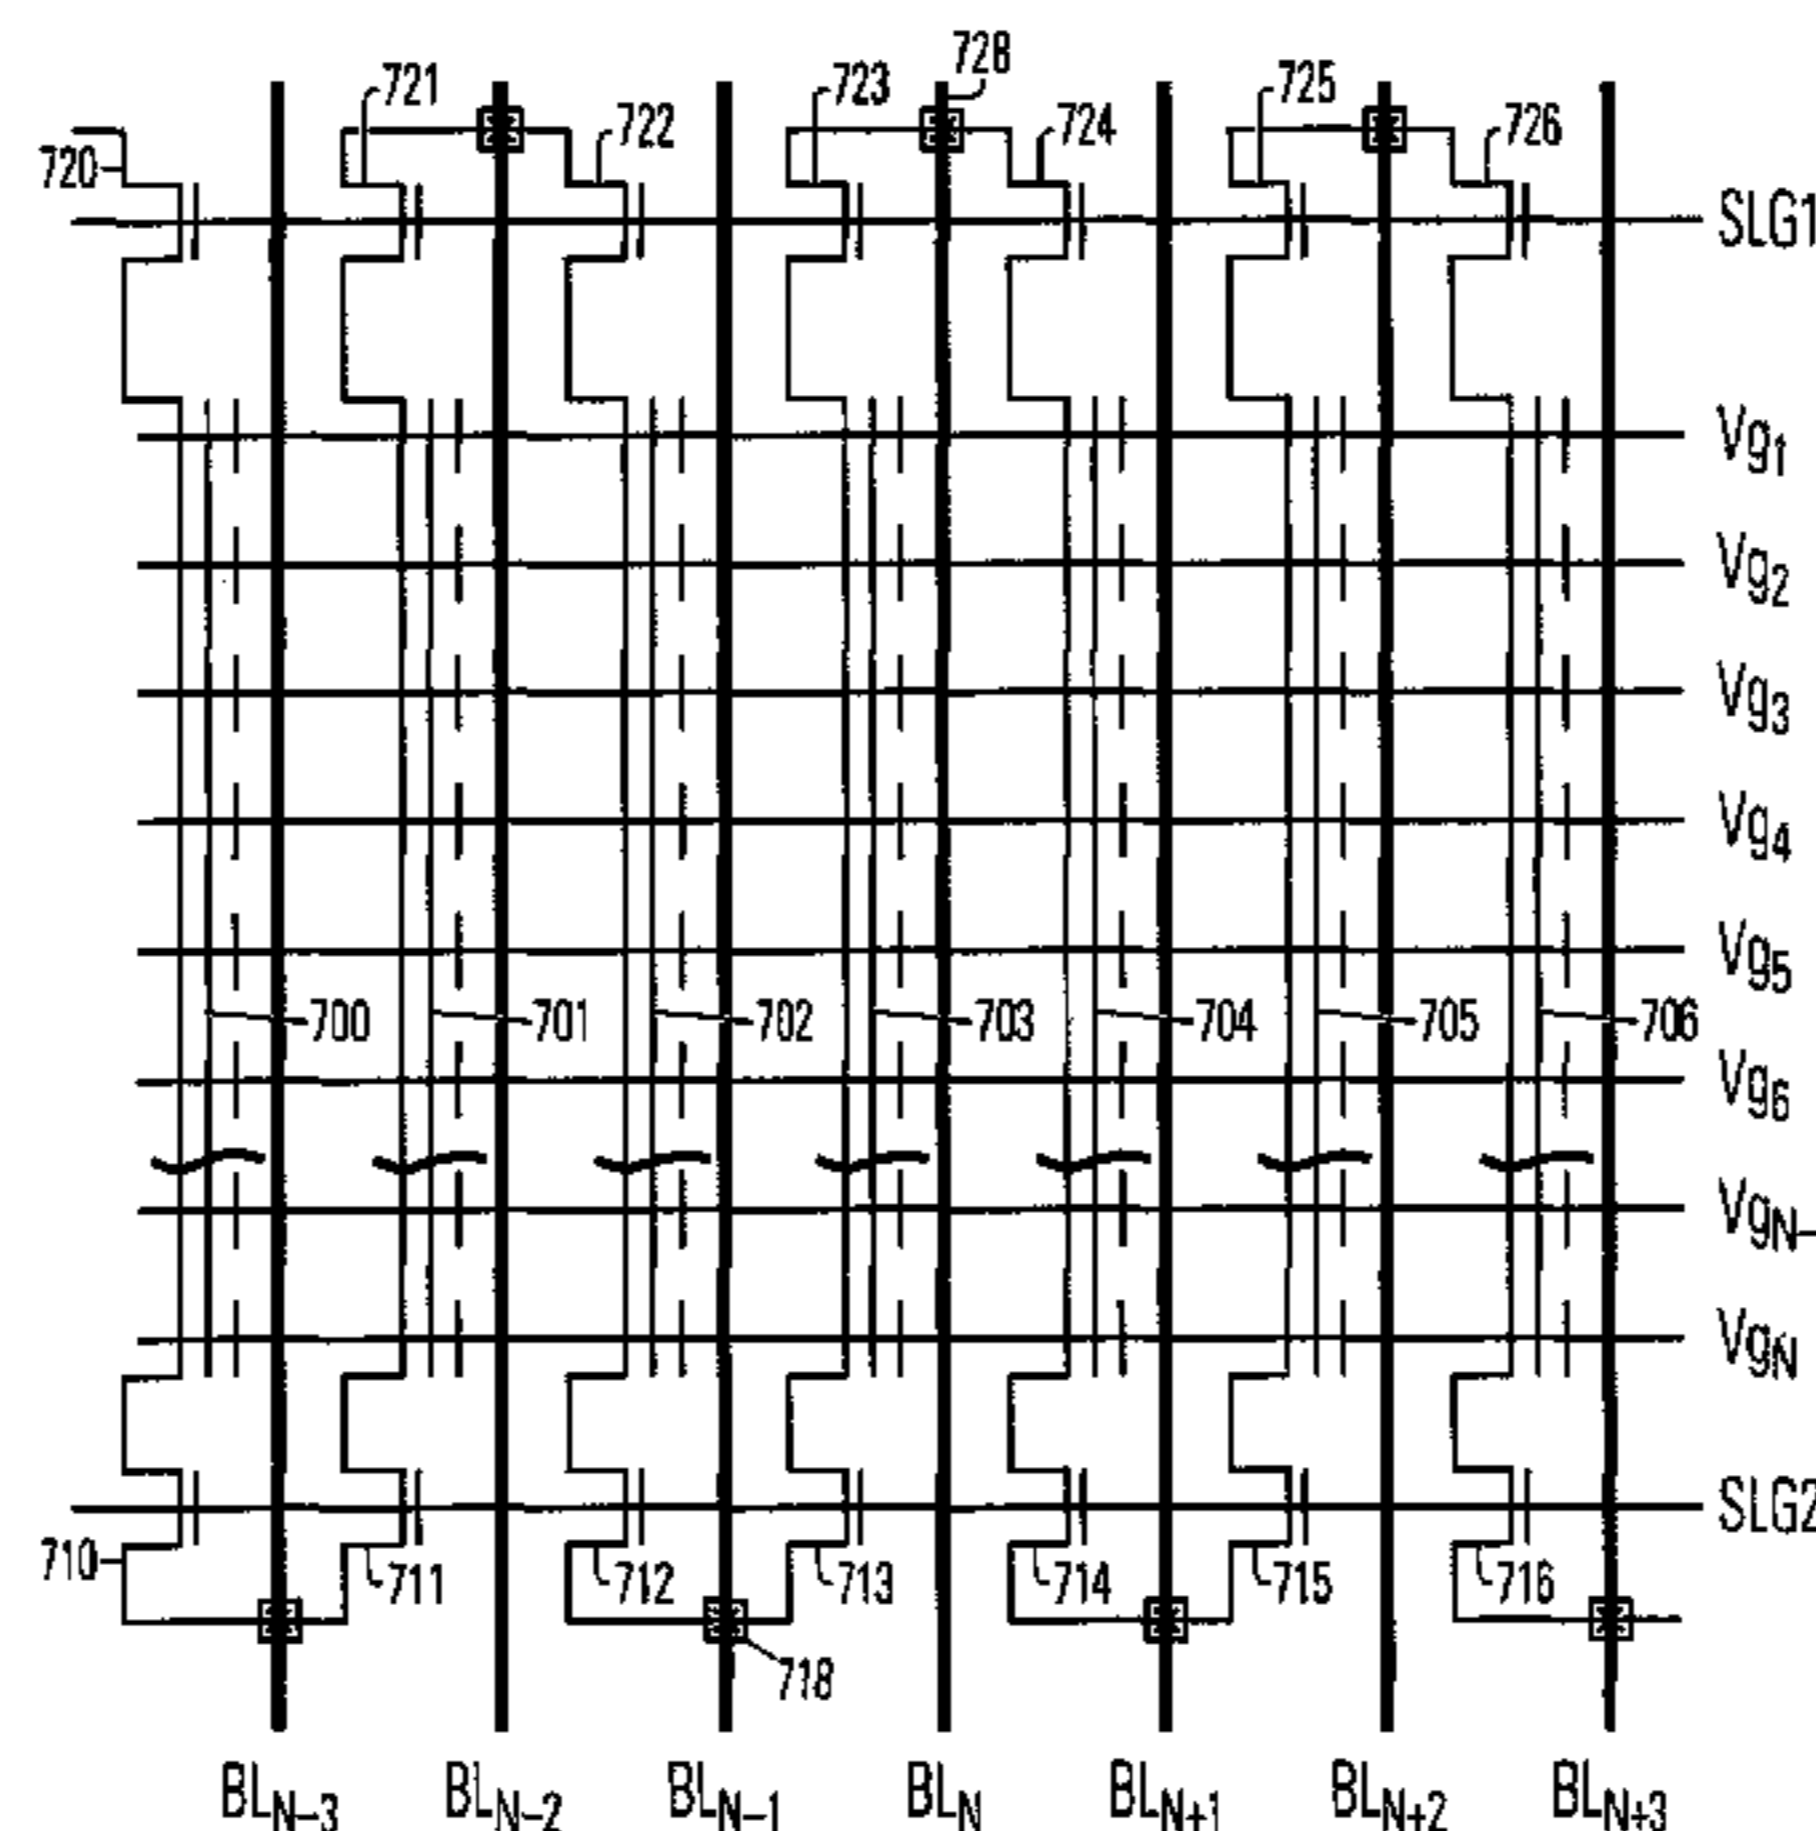 728
721 723 725
722 724 726
720
SLG1
Vg1
Vg2
Vg3
Vg4
Vg5
700 701 702 703 704 705 706
Vg6
VgN–
VgN
SLG2
710 711 712 713 714 715 716
718
BLN–3 BLN–2 BLN–1 BLN BLN+1 BLN+2 BLN+3